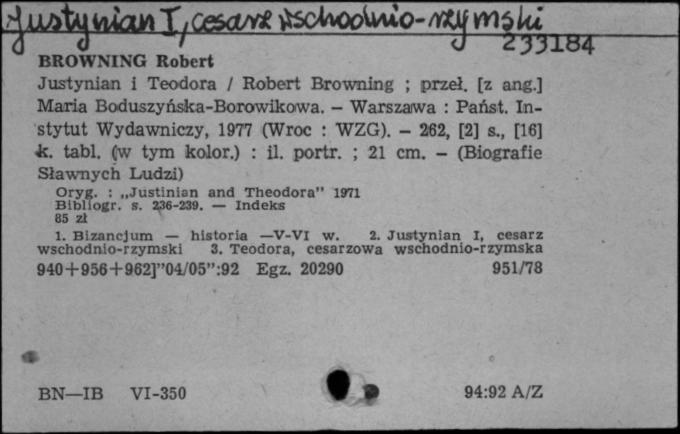 Justynian I, cesarz wschodnio-rzymski
233184
BROWNING Robert
Justynian i Teodora / Robert Browning ; przeł. [z ang.]
Maria Boduszyńska-Borowikowa. – Warszawa : Państ. In-
stytut Wydawniczy, 1977 (Wroc : WZG). – 262, [2] s., [16]
k. tabl. (w tym kolor.) : il. portr. ; 21 cm. – (Biografie
Sławnych Ludzi)
Oryg. : „Justinian and Theodora” 1971
Bibliogr. s. 236-239. — Indeks
85 zł
1. Bizancjum — historia —V-VI w. 2. Justynian I, cesarz
wschodnio-rzymski 3. Teodora, cesarzowa wschodnio-rzymska
940+956+962]”04/05”:92 Egz. 20290 951/78
BN—IB VI-350 94:92 A/Z